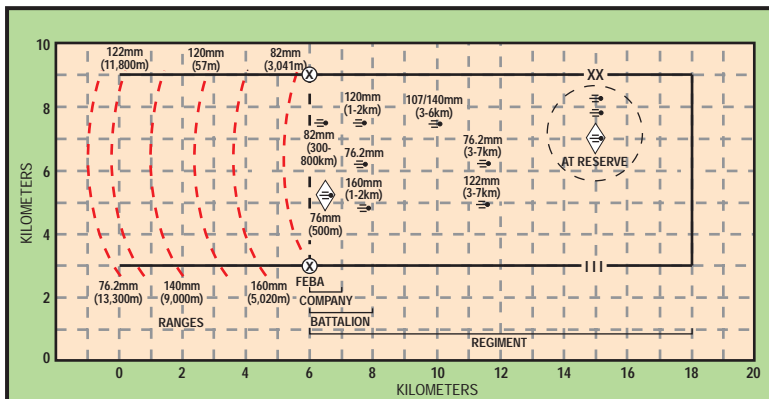 10
8
6
4
2
0
KILOMETERS
122mm
(11,800m)
120mm
(57m)
82mm
(3,041m)
X
XX
120mm
(1-2km)
107/140mm
(3-6km)
82mm
(300-
800km)
76.2mm
76.2mm
(3-7km)
AT RESERVE
160mm
(1-2km)
122mm
(3-7km)
76mm
(500m)
X
III
FEBA
76.2mm
(13,300m)
140mm
(9,000m)
160mm
(5,020m)
RANGES
COMPANY
BATTALION
REGIMENT
0 2 4 6 8 10 12 14 16 18 20
KILOMETERS